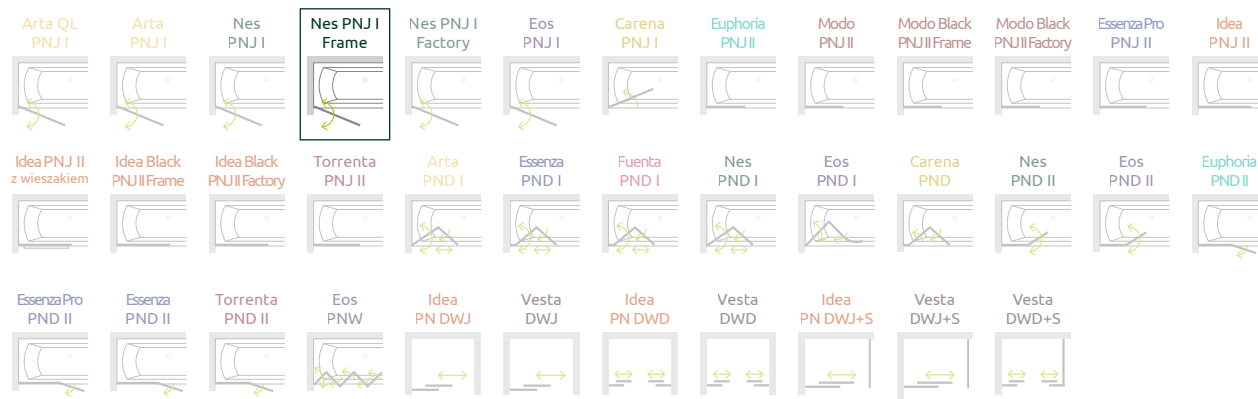 Arta QL
PNJ I
Arta
PNJ I
Nes
PNJ I
Nes PNJ I
Frame
Nes PNJ I
Factory
Eos
PNJ I
Carena
PNJ I
Euphoria
PNJ II
Modo
PNJ II
Modo Black
PNJ II Frame
Modo Black
PNJ II Factory
Essenza Pro
PNJ II
Idea
PNJ II
Idea PNJ II
z wieszakiem
Idea Black
PNJ II Frame
Idea Black
PNJ II Factory
Torrenta
PNJ II
Arta
PND I
Essenza
PND I
Fuenta
PND I
Nes
PND I
Eos
PND I
Carena
PND
Nes
PND II
Eos
PND II
Euphoria
PND II
Essenza Pro
PND II
Essenza
PND II
Torrenta
PND II
Eos
PNW
Idea
PN DWJ
Vesta
DWJ
Idea
PN DWD
Vesta
DWD
Idea
PN DWJ+S
Vesta
DWJ+S
Vesta
DWD+S